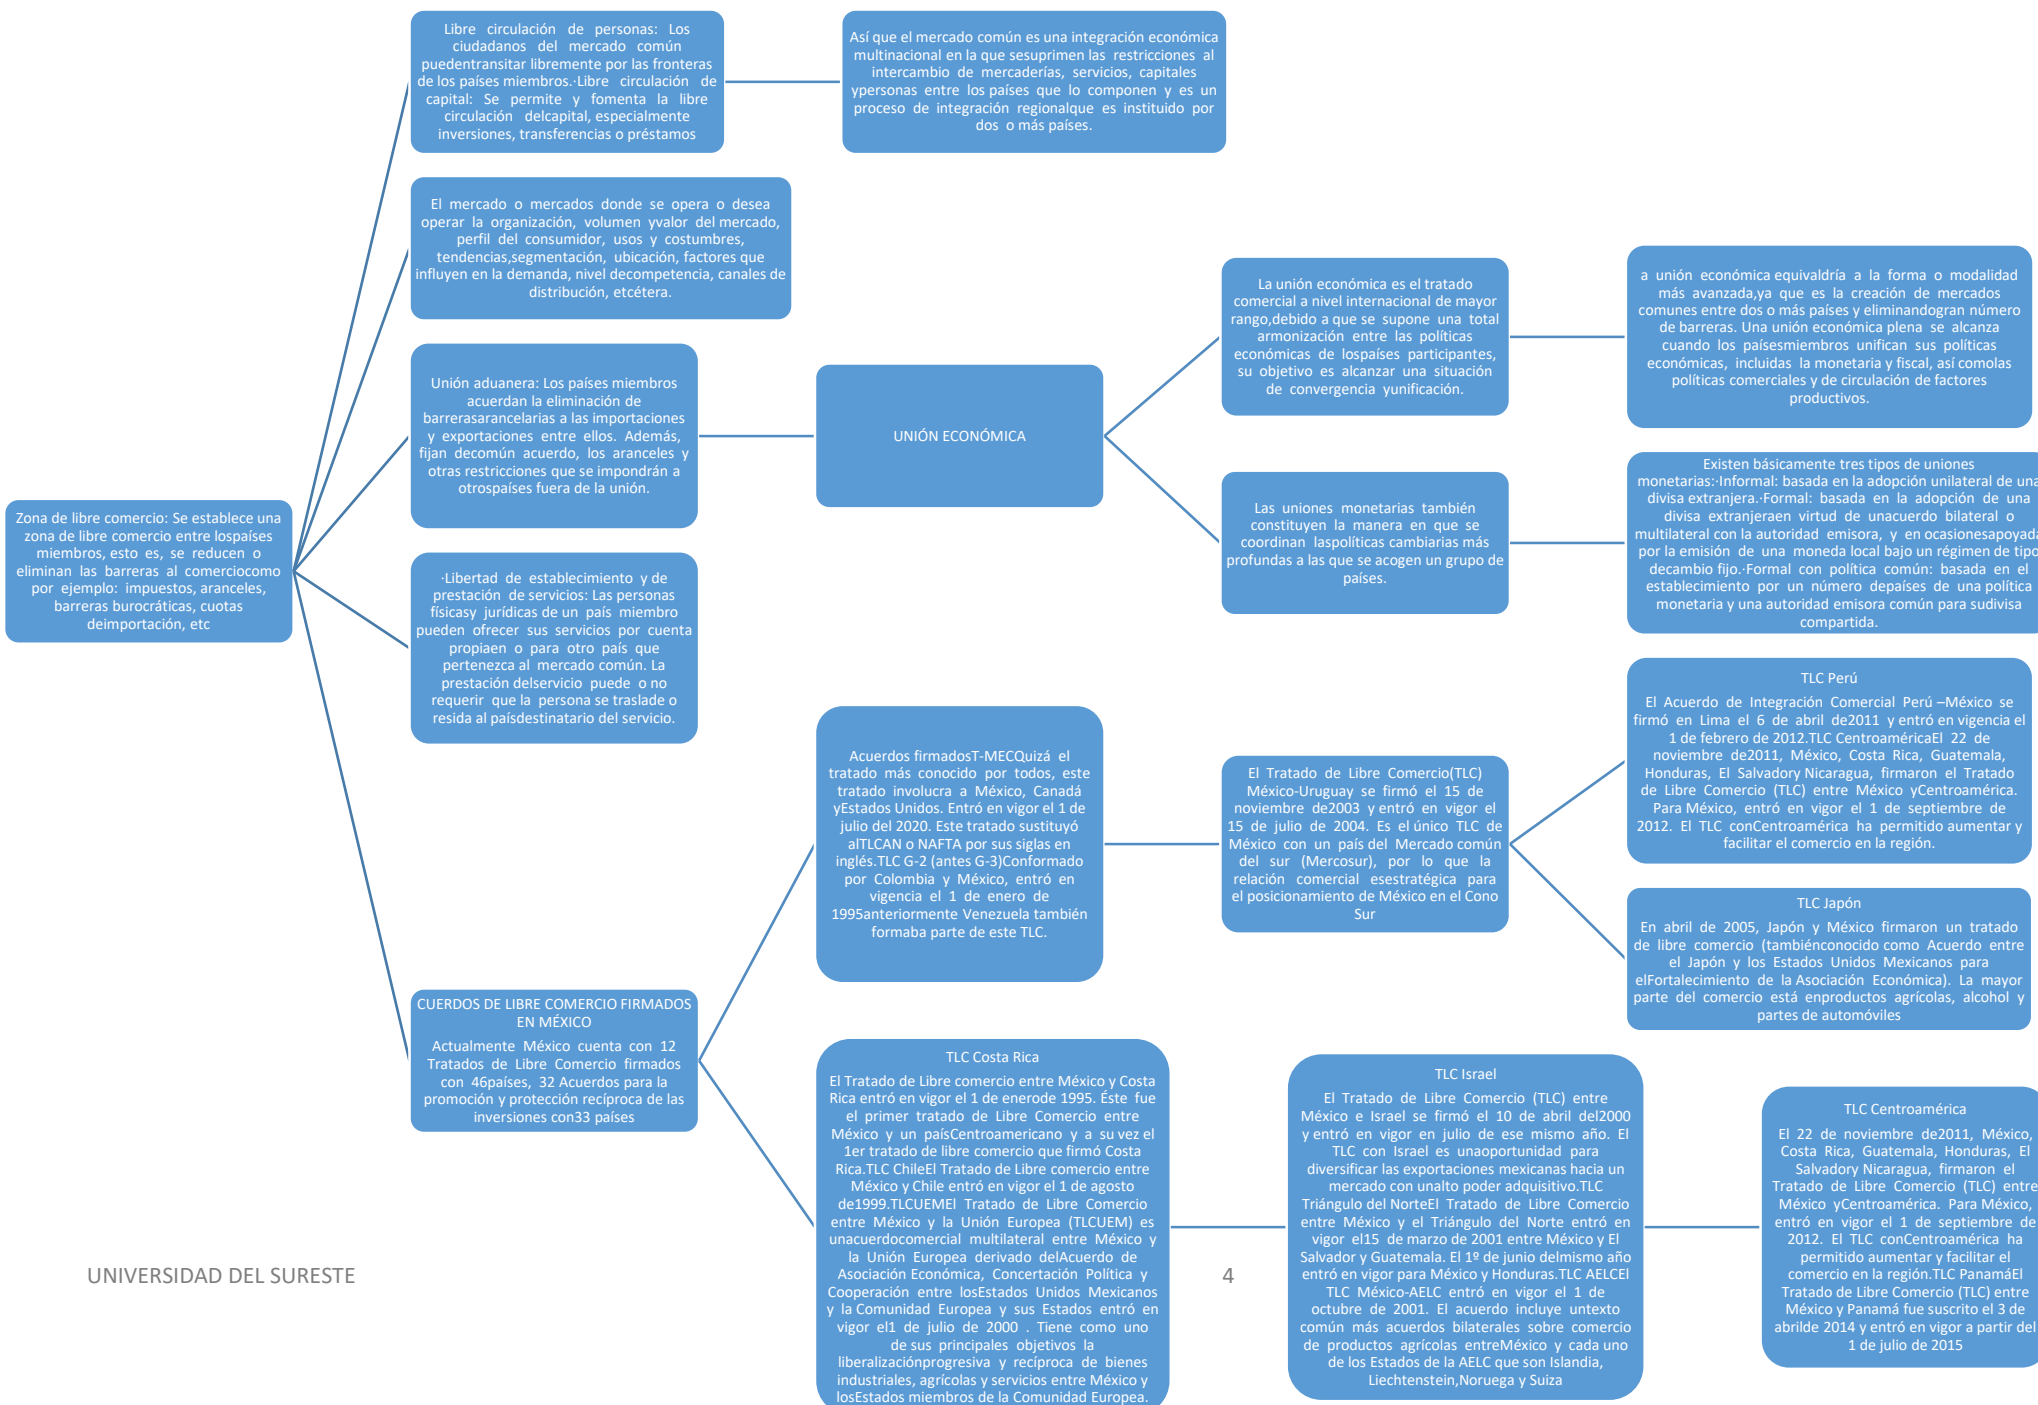 Libre circulación de personas: Los
ciudadanos del mercado común
puedentransitar libremente por las fronteras
de los países miembros.·Libre circulación de
capital: Se permite y fomenta la libre
circulación delcapital, especialmente
inversiones, transferencias o préstamos
Así que el mercado común es una integración económica
multinacional en la que sesuprimen las restricciones al
intercambio de mercaderías, servicios, capitales
ypersonas entre los países que lo componen y es un
proceso de integración regionalque es instituido por
dos o más países.
El mercado o mercados donde se opera o desea
operar la organización, volumen yvalor del mercado,
perfil del consumidor, usos y costumbres,
tendencias,segmentación, ubicación, factores que
influyen en la demanda, nivel decompetencia, canales de
distribución, etcétera.
Unión aduanera: Los países miembros
acuerdan la eliminación de
barrerasarancelarias a las importaciones
y exportaciones entre ellos. Además,
fijan decomún acuerdo, los aranceles y
otras restricciones que se impondrán a
otrospaíses fuera de la unión.
UNIÓN ECONÓMICA
La unión económica es el tratado
comercial a nivel internacional de mayor
rango,debido a que se supone una total
armonización entre las políticas
económicas de lospaíses participantes,
su objetivo es alcanzar una situación
de convergencia yunificación.
a unión económica equivaldría a la forma o modalidad
más avanzada,ya que es la creación de mercados
comunes entre dos o más países y eliminandogran número
de barreras. Una unión económica plena se alcanza
cuando los paísesmiembros unifican sus políticas
económicas, incluidas la monetaria y fiscal, así comolas
políticas comerciales y de circulación de factores
productivos.
Las uniones monetarias también
constituyen la manera en que se
coordinan laspolíticas cambiarias más
profundas a las que se acogen un grupo de
países.
Existen básicamente tres tipos de uniones
monetarias:·Informal: basada en la adopción unilateral de una
divisa extranjera.·Formal: basada en la adopción de una
divisa extranjeraen virtud de unacuerdo bilateral o
multilateral con la autoridad emisora, y en ocasionesapoyada
por la emisión de una moneda local bajo un régimen de tipo
decambio fijo.·Formal con política común: basada en el
establecimiento por un número depaíses de una política
monetaria y una autoridad emisora común para sudivisa
compartida.
Zona de libre comercio: Se establece una
zona de libre comercio entre lospaíses
miembros, esto es, se reducen o
eliminan las barreras al comerciocomo
por ejemplo: impuestos, aranceles,
barreras burocráticas, cuotas
deimportación, etc
·Libertad de establecimiento y de
prestación de servicios: Las personas
físicasy jurídicas de un país miembro
pueden ofrecer sus servicios por cuenta
propiaen o para otro país que
pertenezca al mercado común. La
prestación delservicio puede o no
requerir que la persona se traslade o
resida al paísdestinatario del servicio.
CUERDOS DE LIBRE COMERCIO FIRMADOS
EN MÉXICO
Actualmente México cuenta con 12
Tratados de Libre Comercio firmados
con 46países, 32 Acuerdos para la
promoción y protección recíproca de las
inversiones con33 países
Acuerdos firmadosT-MECQuizá el
tratado más conocido por todos, este
tratado involucra a México, Canadá
yEstados Unidos. Entró en vigor el 1 de
julio del 2020. Este tratado sustituyó
alTLCAN o NAFTA por sus siglas en
inglés.TLC G-2 (antes G-3)Conformado
por Colombia y México, entró en
vigencia el 1 de enero de
1995anteriormente Venezuela también
formaba parte de este TLC.
El Tratado de Libre Comercio(TLC)
México-Uruguay se firmó el 15 de
noviembre de2003 y entró en vigor el
15 de julio de 2004. Es el único TLC de
México con un país del Mercado común
del sur (Mercosur), por lo que la
relación comercial esestratégica para
el posicionamiento de México en el Cono
Sur
TLC Perú
El Acuerdo de Integración Comercial Perú –México se
firmó en Lima el 6 de abril de2011 y entró en vigencia el
1 de febrero de 2012.TLC CentroaméricaEl 22 de
noviembre de2011, México, Costa Rica, Guatemala,
Honduras, El Salvadory Nicaragua, firmaron el Tratado
de Libre Comercio (TLC) entre México yCentroamérica.
Para México, entró en vigor el 1 de septiembre de
2012. El TLC conCentroamérica ha permitido aumentar y
facilitar el comercio en la región.
TLC Japón
En abril de 2005, Japón y México firmaron un tratado
de libre comercio (tambiénconocido como Acuerdo entre
el Japón y los Estados Unidos Mexicanos para
elFortalecimiento de la Asociación Económica). La mayor
parte del comercio está enproductos agrícolas, alcohol y
partes de automóviles
TLC Costa Rica
El Tratado de Libre comercio entre México y Costa
Rica entró en vigor el 1 de enerode 1995. Éste fue
el primer tratado de Libre Comercio entre
México y un paísCentroamericano y a su vez el
1er tratado de libre comercio que firmó Costa
Rica.TLC ChileEl Tratado de Libre comercio entre
México y Chile entró en vigor el 1 de agosto
de1999.TLCUEMEl Tratado de Libre Comercio
entre México y la Unión Europea (TLCUEM) es
unacuerdocomercial multilateral entre México y
la Unión Europea derivado delAcuerdo de
Asociación Económica, Concertación Política y
Cooperación entre losEstados Unidos Mexicanos
y la Comunidad Europea y sus Estados entró en
vigor el1 de julio de 2000 . Tiene como uno
de sus principales objetivos la
liberalizaciónprogresiva y recíproca de bienes
industriales, agrícolas y servicios entre México y
losEstados miembros de la Comunidad Europea.
TLC Israel
El Tratado de Libre Comercio (TLC) entre
México e Israel se firmó el 10 de abril del2000
y entró en vigor en julio de ese mismo año. El
TLC con Israel es unaoportunidad para
diversificar las exportaciones mexicanas hacia un
mercado con unalto poder adquisitivo.TLC
Triángulo del NorteEl Tratado de Libre Comercio
entre México y el Triángulo del Norte entró en
vigor el15 de marzo de 2001 entre México y El
Salvador y Guatemala. El 1º de junio delmismo año
entró en vigor para México y Honduras.TLC AELCEl
TLC México-AELC entró en vigor el 1 de
octubre de 2001. El acuerdo incluye untexto
común más acuerdos bilaterales sobre comercio
de productos agrícolas entreMéxico y cada uno
de los Estados de la AELC que son Islandia,
Liechtenstein,Noruega y Suiza
TLC Centroamérica
El 22 de noviembre de2011, México,
Costa Rica, Guatemala, Honduras, El
Salvadory Nicaragua, firmaron el
Tratado de Libre Comercio (TLC) entre
México yCentroamérica. Para México,
entró en vigor el 1 de septiembre de
2012. El TLC conCentroamérica ha
permitido aumentar y facilitar el
comercio en la región.TLC PanamáEl
Tratado de Libre Comercio (TLC) entre
México y Panamá fue suscrito el 3 de
abrilde 2014 y entró en vigor a partir del
1 de julio de 2015
UNIVERSIDAD DEL SURESTE
4